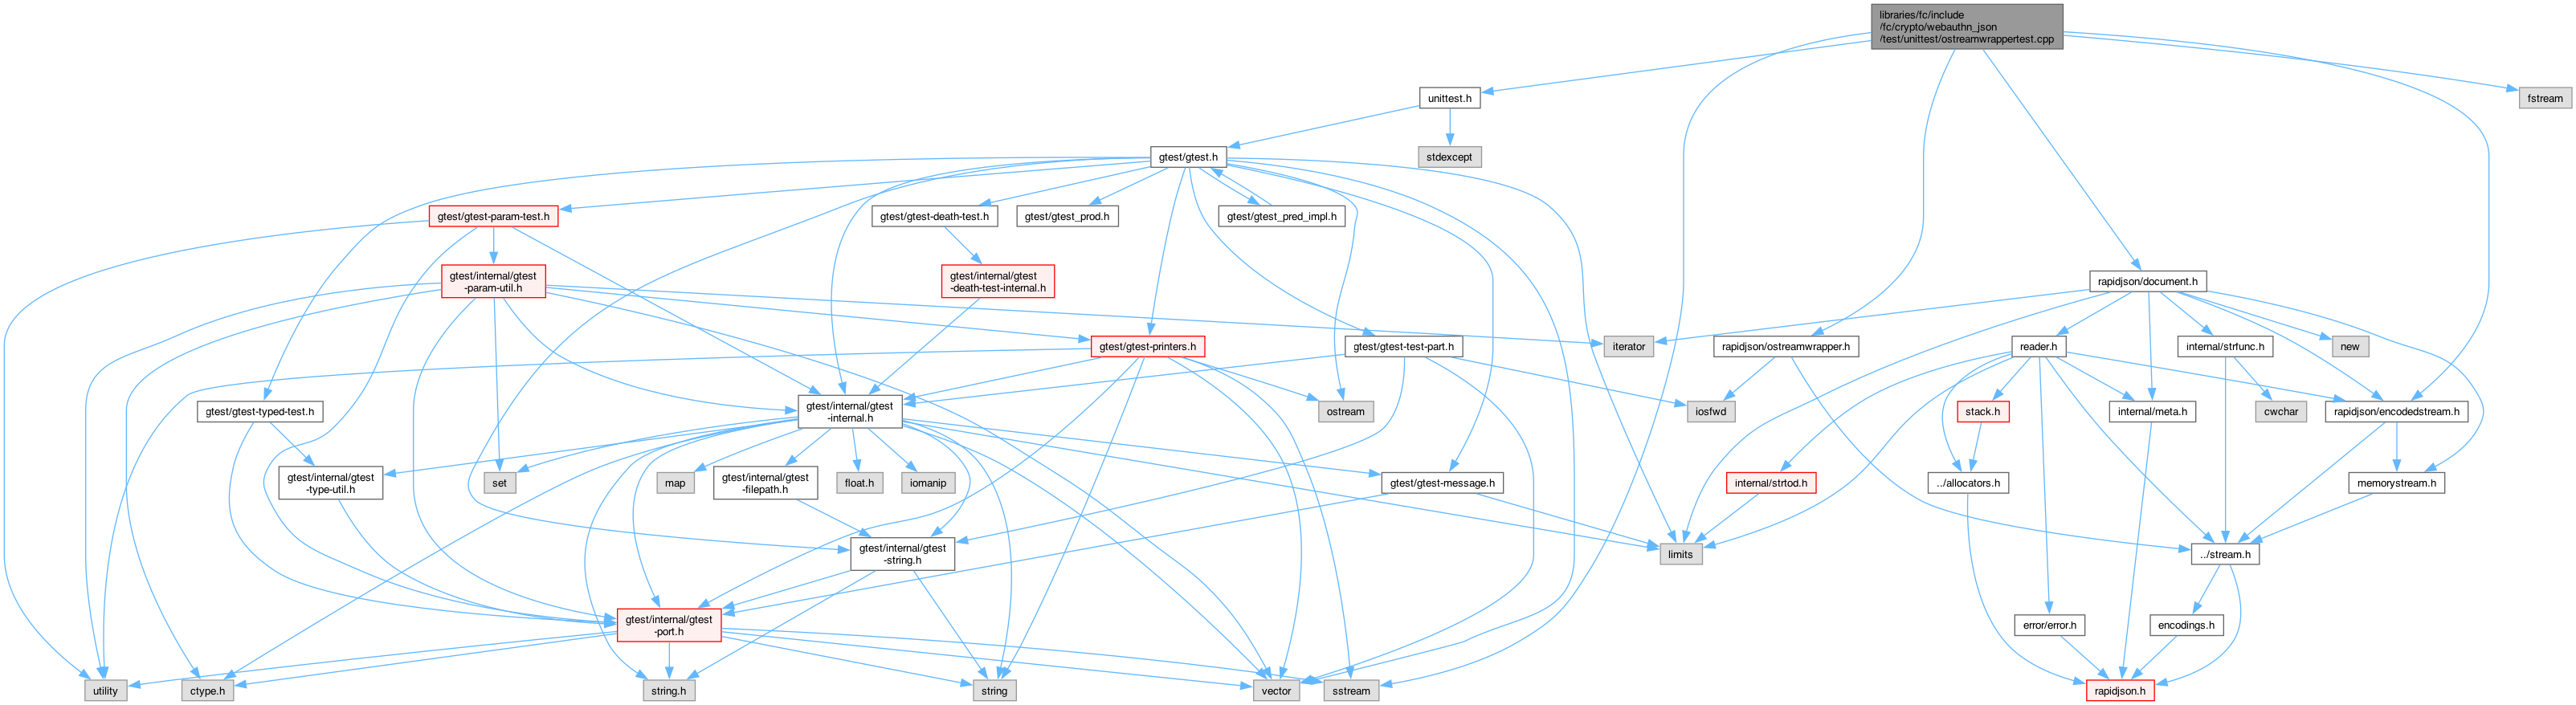 libraries/fc/include
/fc/crypto/webauthn_json
/test/unittest/ostreamwrappertest.cpp
unittest.h
fstream
gtest/gtest.h
stdexcept
gtest/gtest-param-test.h
gtest/gtest-death-test.h
gtest/gtest_prod.h
gtest/gtest_pred_impl.h
gtest/internal/gtest
-param-util.h
gtest/internal/gtest
-death-test-internal.h
rapidjson/document.h
gtest/gtest-printers.h
gtest/gtest-test-part.h
iterator
rapidjson/ostreamwrapper.h
reader.h
internal/strfunc.h
new
gtest/gtest-typed-test.h
gtest/internal/gtest
-internal.h
ostream
iosfwd
stack.h
internal/meta.h
cwchar
rapidjson/encodedstream.h
gtest/internal/gtest
-type-util.h
set
map
gtest/internal/gtest
-filepath.h
float.h
iomanip
gtest/gtest-message.h
internal/strtod.h
../allocators.h
memorystream.h
gtest/internal/gtest
-string.h
limits
../stream.h
gtest/internal/gtest
-port.h
error/error.h
encodings.h
utility
ctype.h
string.h
string
vector
sstream
rapidjson.h